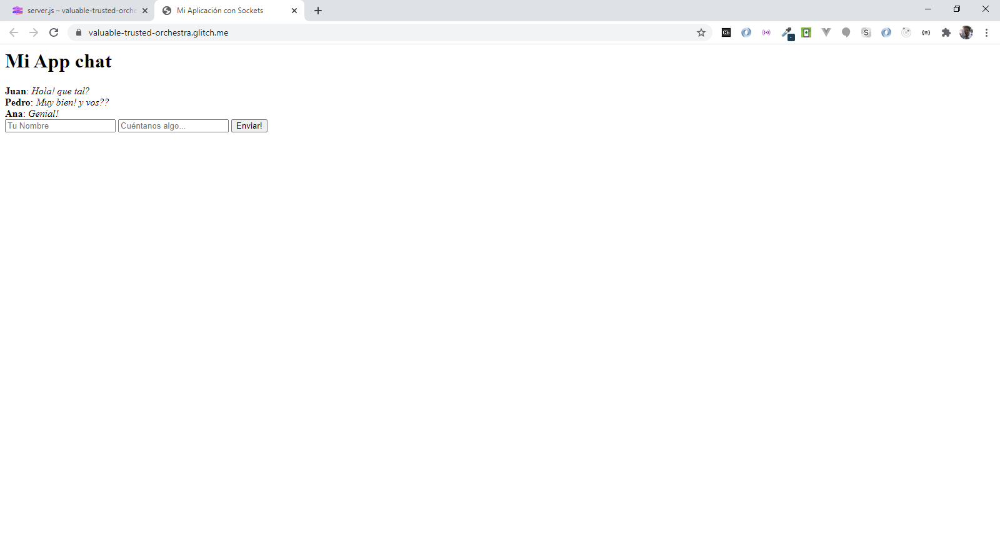 server.js – valuable-trusted-orche
Mi Aplicación con Sockets
valuable-trusted-orchestra.glitch.me
Cb
S
Mi App chat
Juan: Hola! que tal?
Pedro: Muy bien! y vos??
Ana: Genial!
Tu Nombre Cuéntanos algo... Enviar!